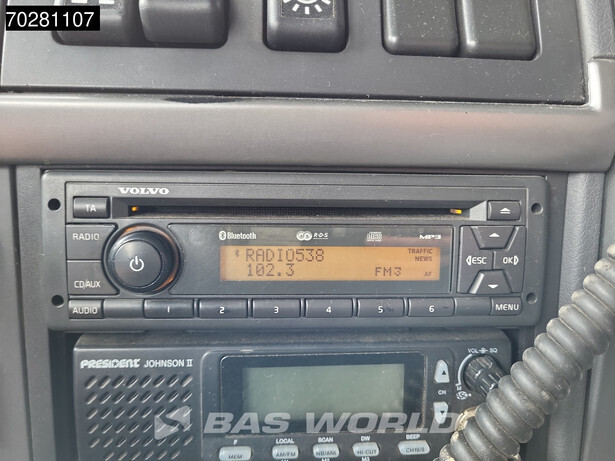 70281107
VOLVO
TA
RADIO
Bluetooth RDS MP3
RADIO538
102.3 FM3
TRAFFIC
NEWS
AF
ESC OK
CD/AUX
AUDIO 1 2 3 4 5 6 MENU
PRESIDENT JOHNSON II
VOL SQ
CH
BAS WORLD
F LOCAL SCAN DW BEEP
MEM AM/FM NB/ANL HI-CUT CH19/9